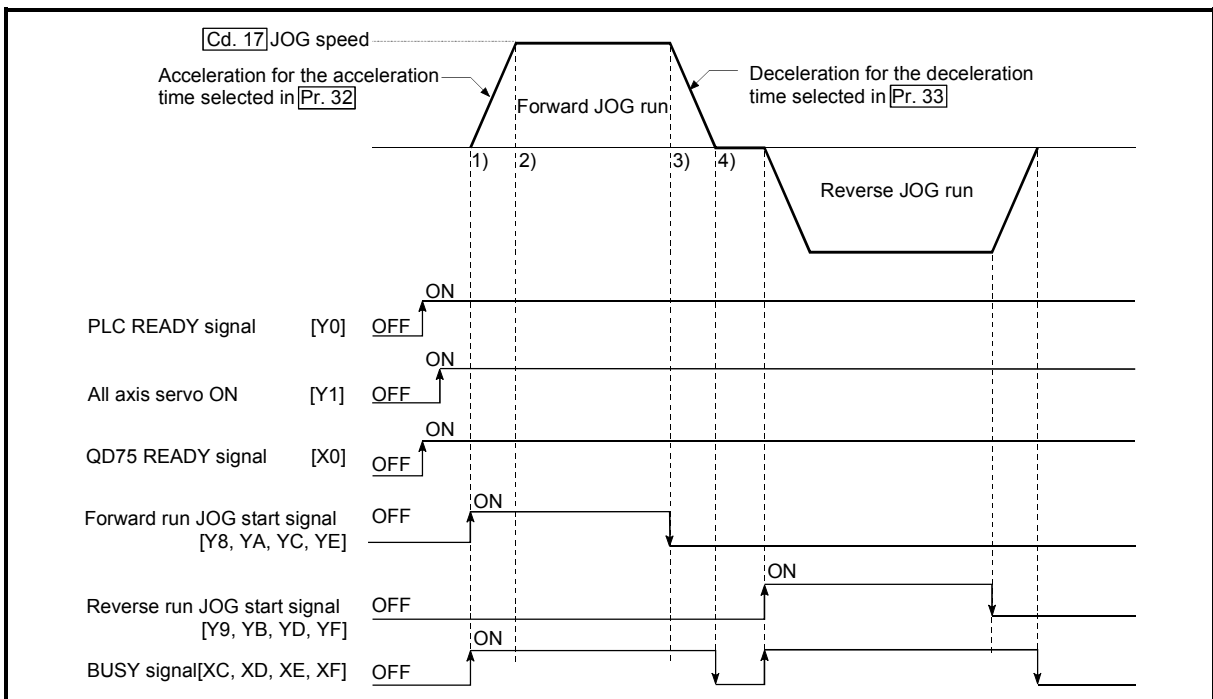 Cd. 17 JOG speed
Acceleration for the acceleration
time selected in Pr. 32
Deceleration for the deceleration
time selected in Pr. 33
Forward JOG run
1) 2) 3) 4)
Reverse JOG run
ON
PLC READY signal [Y0] OFF
ON
All axis servo ON [Y1] OFF
ON
QD75 READY signal [X0] OFF
ON
Forward run JOG start signal OFF
[Y8, YA, YC, YE]
ON
Reverse run JOG start signal OFF
[Y9, YB, YD, YF]
ON
BUSY signal[XC, XD, XE, XF] OFF